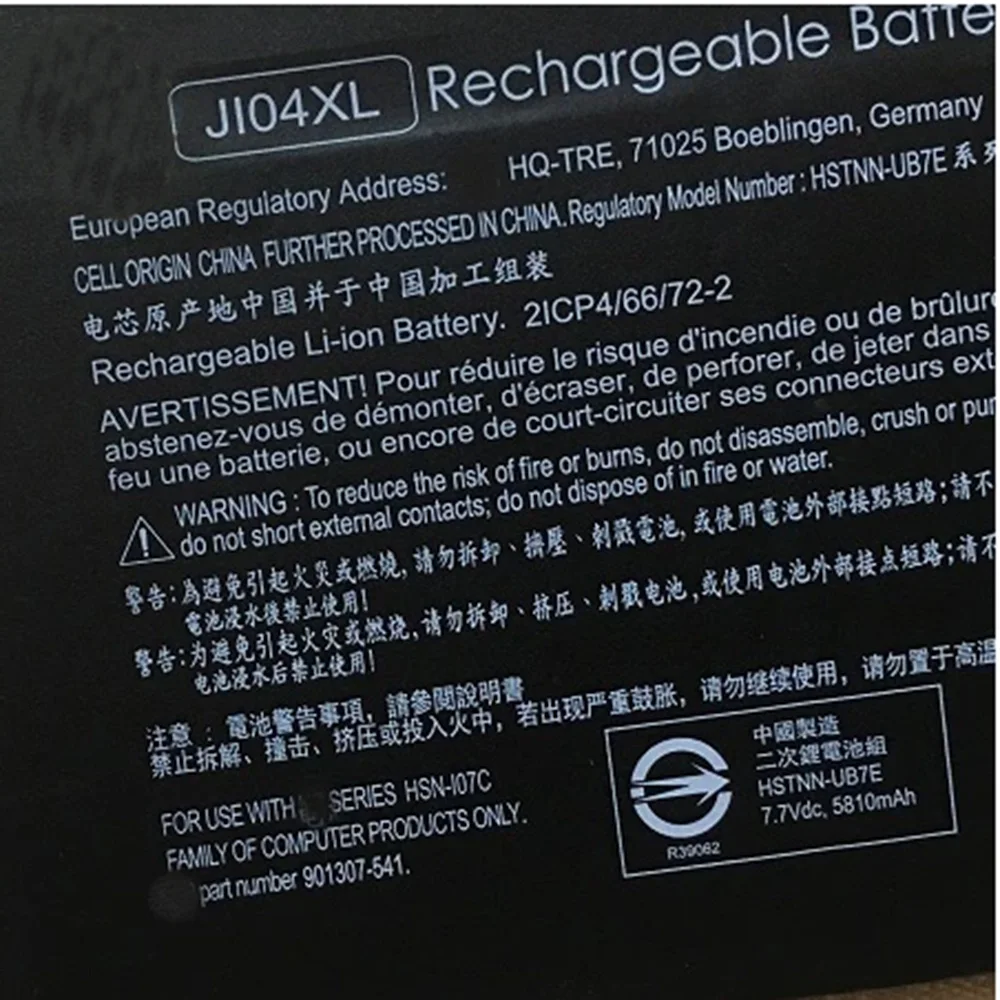 JI04XL Rechargeable Batte
European Regulatory Address: HQ-TRE, 71025 Boeblingen, Germany
CELL ORIGIN CHINA FURTHER PROCESSED IN CHINA. Regulatory Model Number : HSTNN-UB7E 系列
电芯原产地中国并于中国加工组装
Rechargeable Li-ion Battery. 2ICP4/66/72-2
AVERTISSEMENT! Pour réduire le risque d'incendie ou de brûlure
abstenez-vous de démonter, d'écraser, de perforer, de jeter dans
feu une batterie, ou encore de court-circuiter ses connecteurs ext
WARNING : To reduce the risk of fire or burns, do not disassemble, crush or pun
do not short external contacts; do not dispose of in fire or water.
警告:為避免引起火災或燃燒, 請勿拆卸、擠壓、刺戳電池, 或使用電池外部接點短路;請不
電池浸水後禁止使用!
警告:为避免引起火灾或燃烧,请勿拆卸、挤压、刺戳电池,或使用电池外部接点短路;请不
电池浸水后禁止使用!
注意 : 電池警告事項, 請參閱說明書
禁止拆解、撞击、挤压或投入火中, 若出现严重鼓胀, 请勿继续使用, 请勿置于高温
FOR USE WITH SERIES HSN-I07C
FAMILY OF COMPUTER PRODUCTS ONLY.
part number 901307-541.
中國製造
二次鋰電池組
HSTNN-UB7E
7.7Vdc, 5810mAh
R39062